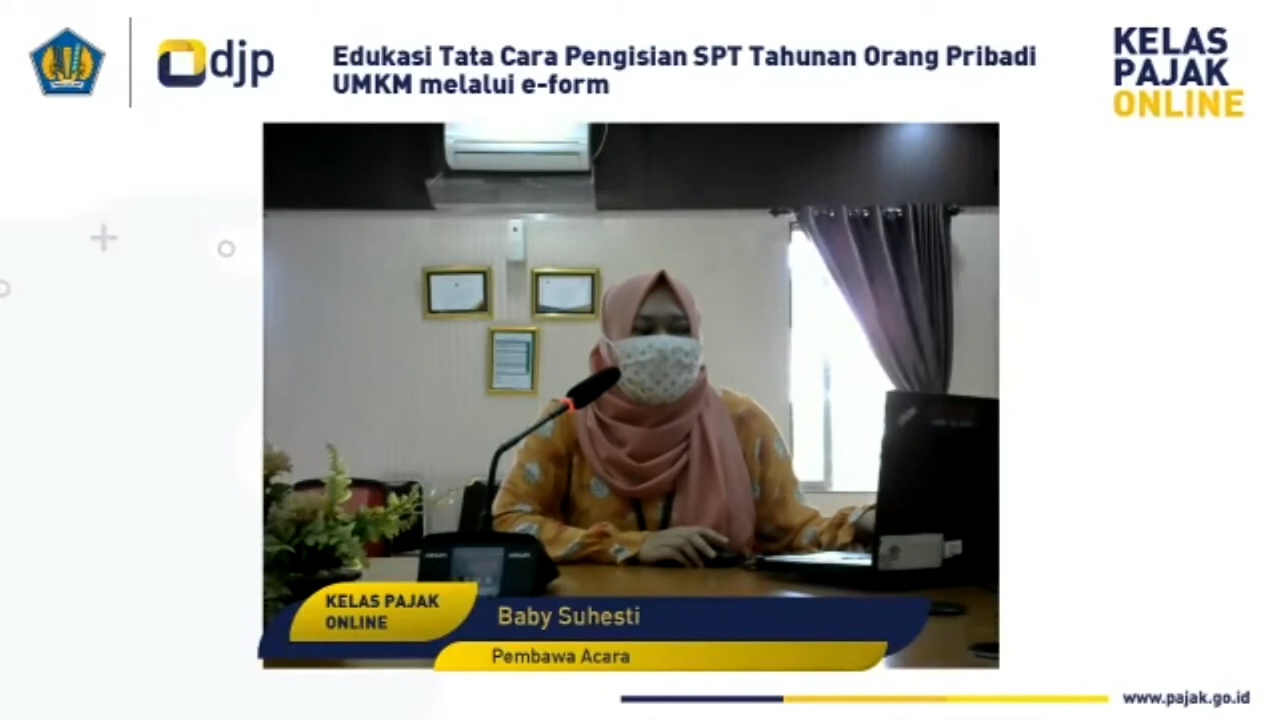 djp
Edukasi Tata Cara Pengisian SPT Tahunan Orang Pribadi
UMKM melalui e-form
KELAS
PAJAK
ONLINE
KELAS PAJAK
ONLINE
Baby Suhesti
Pembawa Acara
www.pajak.go.id